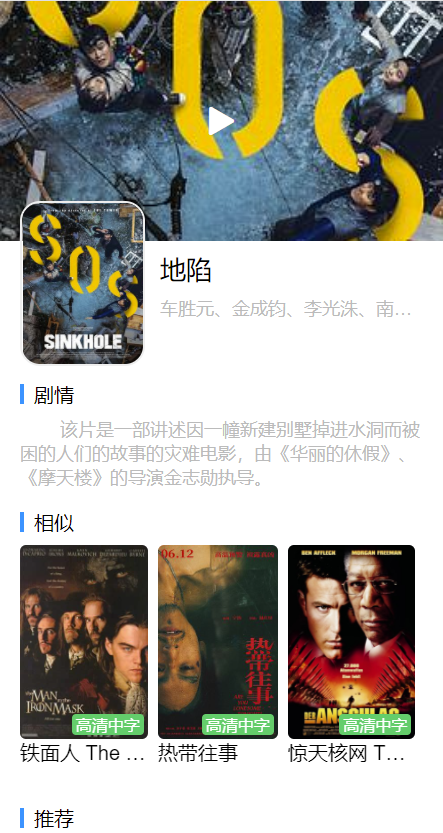 SOS
SOS
SINKHOLE
地陷
车胜元、金成钧、李光洙、南…
剧情
该片是一部讲述因一幢新建别墅掉进水洞而被
困的人们的故事的灾难电影，由《华丽的休假》、
《摩天楼》的导演金志勋执导。
相似
the MAN
in the
IRON MASK
高清中字
06.12
热带往事
高清中字
BEN AFFLECK MORGAN FREEMAN
高清中字
铁面人 The …
热带往事
惊天核网 T…
推荐